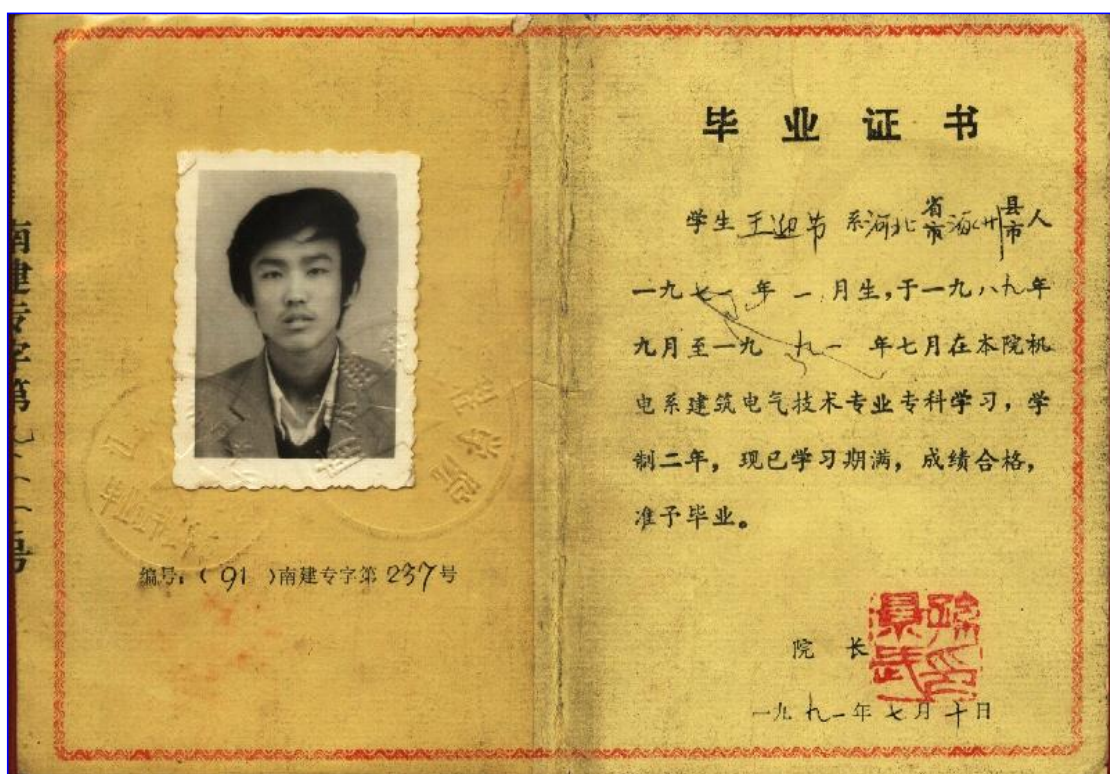 南建专字第
号
编号：（91）南建专字第237号
毕业证书
学生王迎节 系河北省市涿州县市人
一九七一年一月生，于一九八九年
九月至一九九一年七月在本院机
电系建筑电气技术专业专科学习，学
制二年，现已学习期满，成绩合格，
准予毕业。
院长
一九九一年七月十日